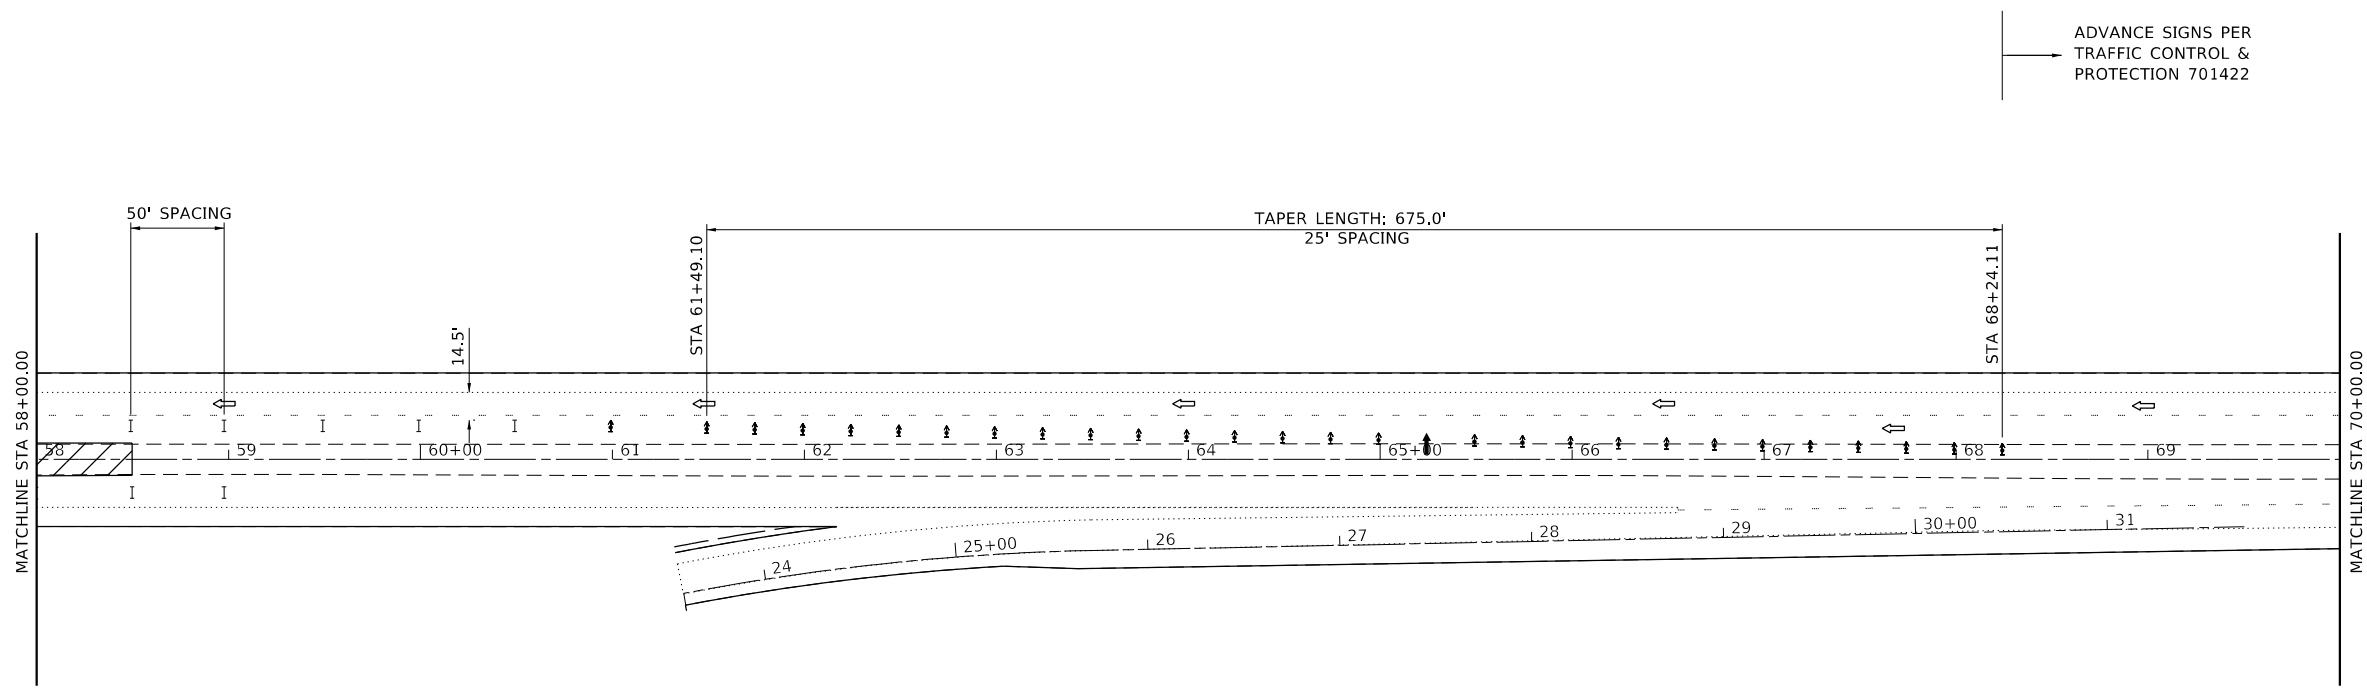 ADVANCE SIGNS PER
TRAFFIC CONTROL &
PROTECTION 701422
50' SPACING
TAPER LENGTH: 675.0'
25' SPACING
STA 61+49.10
STA 68+24.11
14.5'
MATCHLINE STA 58+00.00
MATCHLINE STA 70+00.00
58 59 60+00 61 62 63 64 65+00 66 67 68 69
24 25+00 26 27 28 29 30+00 31